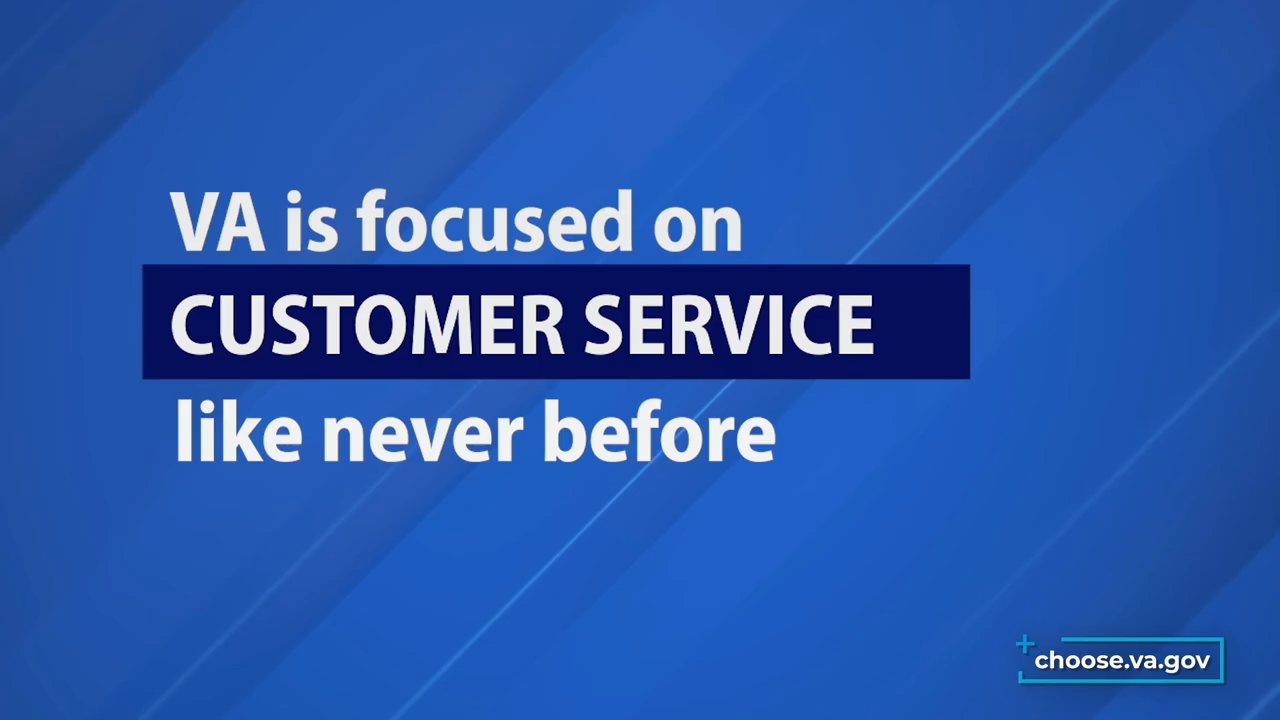 VA is focused on
CUSTOMER SERVICE
like never before
choose.va.gov